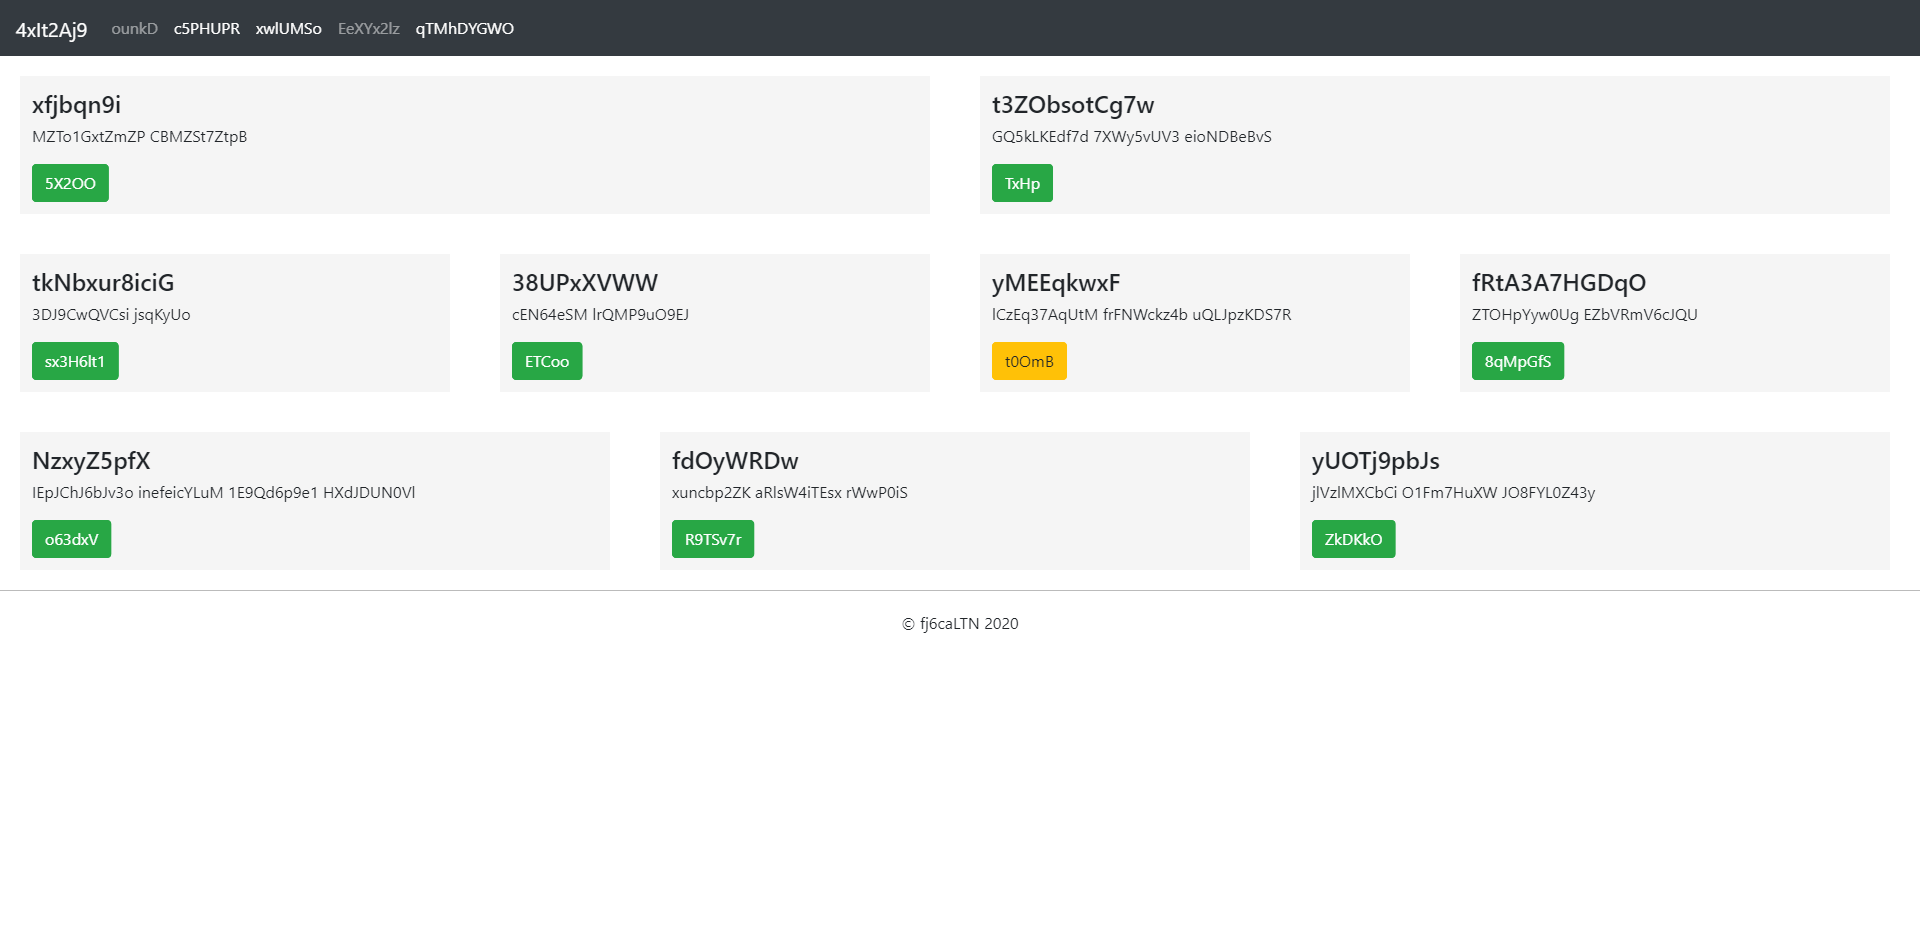 4xIt2Aj9 ounkD c5PHUPR xwlUMSo EeXYx2lz qTMhDYGWO
xfjbqn9i
MZTo1GxtZmZP CBMZSt7ZtpB
5X2OO
t3ZObsotCg7w
GQ5kLKEdf7d 7XWy5vUV3 eioNDBeBvS
TxHp
tkNbxur8iciG
3DJ9CwQVCsi jsqKyUo
sx3H6lt1
38UPxXVWW
cEN64eSM lrQMP9uO9EJ
ETCoo
yMEEqkwxF
lCzEq37AqUtM frFNWckz4b uQLJpzKDS7R
t0OmB
fRtA3A7HGDqO
ZTOHpYyw0Ug EZbVRmV6cJQU
8qMpGfS
NzxyZ5pfX
IEpJChJ6bJv3o inefeicYLuM 1E9Qd6p9e1 HXdJDUN0Vl
o63dxV
fdOyWRDw
xuncbp2ZK aRlsW4iTEsx rWwP0iS
R9TSv7r
yUOTj9pbJs
jlVzlMXCbCi O1Fm7HuXW JO8FYL0Z43y
ZkDKkO
© fj6caLTN 2020